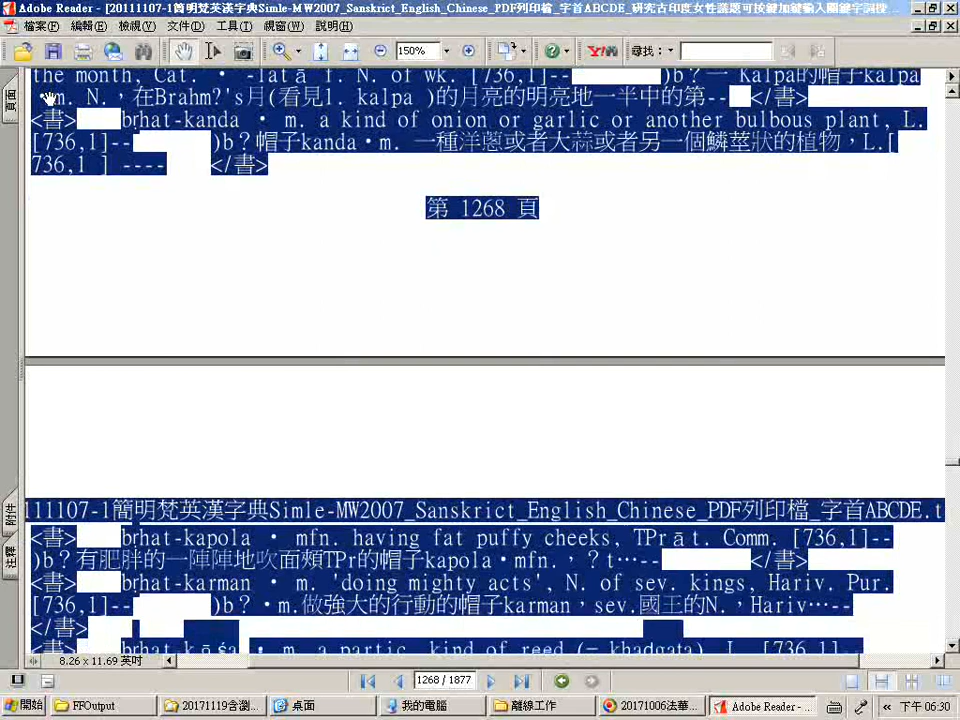 Adobe Reader - [20111107-1簡明梵英漢字典Simle-MW2007_Sanskrict_English_Chinese_PDF列印檔_字首ABCDE_研究古印度女性議題可按鍵加鍵輸入關鍵字詞搜
檔案(F) 編輯(E) 檢視(V) 文件(D) 工具(T) 視窗(W) 說明(H)
150% Y! 尋找:
頁面
the month, Cat. • -latā f. N. of wk. [736,1]-- )b？一 Kalpa的帽子kalpa
•m. N.，在Brahm?'s月(看見1. kalpa )的月亮的明亮地一半中的第-- </書>
<書> bṛhat-kanda • m. a kind of onion or garlic or another bulbous plant, L.
[736,1]-- )b？帽子kanda•m. 一種洋蔥或者大蒜或者另一個鱗莖狀的植物，L.[
736,1 ] ---- </書>
第 1268 頁
111107-1簡明梵英漢字典Simle-MW2007_Sanskrict_English_Chinese_PDF列印檔_字首ABCDE.t
<書> bṛhat-kapola • mfn. having fat puffy cheeks, TPrāt. Comm. [736,1]--
)b？有肥胖的一陣陣地吹面頰TPr的帽子kapola•mfn.，？t…-- </書>
<書> bṛhat-karman • m. 'doing mighty acts', N. of sev. kings, Hariv. Pur.
[736,1]-- )b？•m.做強大的行動的帽子karman，sev.國王的N.，Hariv…--
</書>
<書> bṛhat-kāśa • m. a partic. kind of reed (= khaḍgaṭa), L. [736,1]--
附件
註釋
8.26 x 11.69 英吋
1268 / 1877
開始 FFOutput 20171119含瀏... 桌面 我的電腦 離線工作 20171006法華... Adobe Reader - ... 下午 06:30